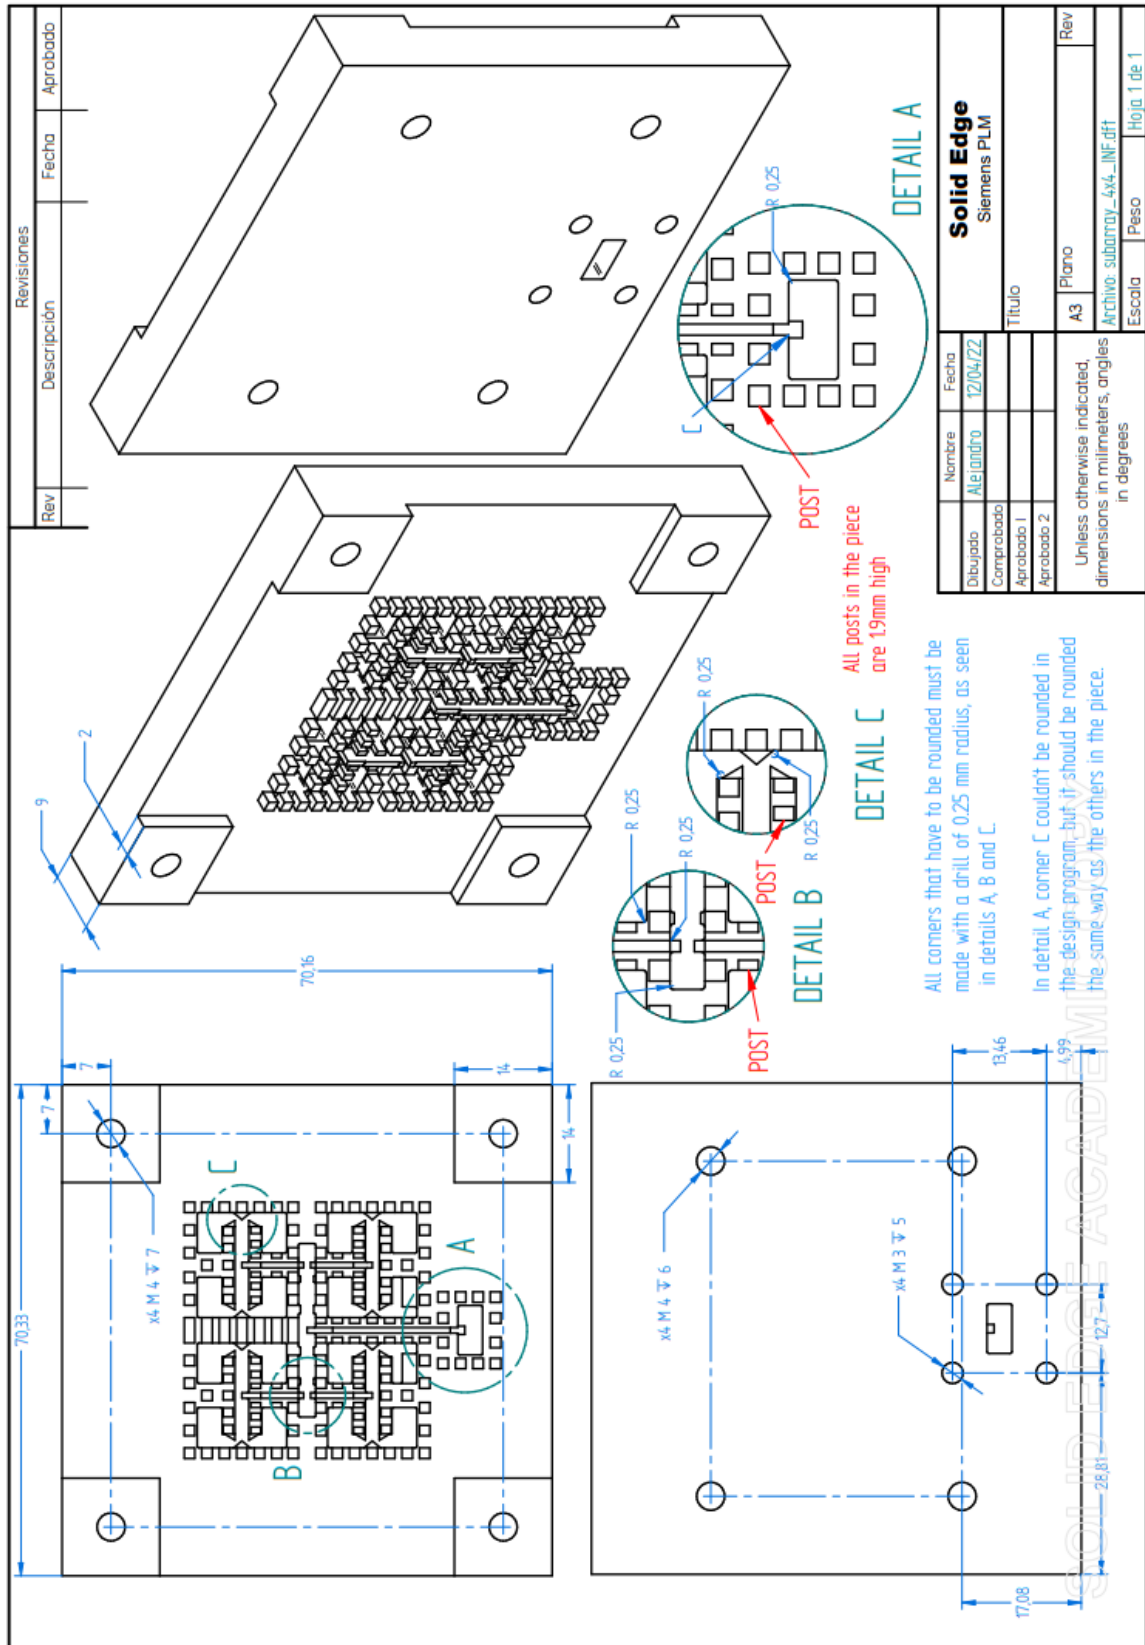 Revisiones
Rev Descripción Fecha Aprobado
9
2
70,33
7
7
x4 M 4 ↧ 7
70,16
14
14
C
B
A
x4 M 4 ↧ 6
x4 M 3 ↧ 5
13,46
4,99
12,7
28,81
17,08
R 0,25
R 0,25
R 0,25
POST
DETAIL B
R 0,25
R 0,25
POST
DETAIL C
C
R 0,25
POST
DETAIL A
All posts in the piece
are 1.9mm high
All corners that have to be rounded must be
made with a drill of 0.25 mm radius, as seen
in details A, B and C.
In detail A, corner C couldn't be rounded in
the design program, but it should be rounded
the same way as the others in the piece.
SOLID EDGE ACADEMIC COPY
Nombre Fecha
Dibujado Alejandro 12/04/22
Comprobado
Aprobado 1
Aprobado 2
Solid Edge
Siemens PLM
Título
Unless otherwise indicated,
dimensions in milimeters, angles
in degrees
A3 Plano Rev
Archivo: subarray_4x4_INF.dft
Escala Peso Hoja 1 de 1